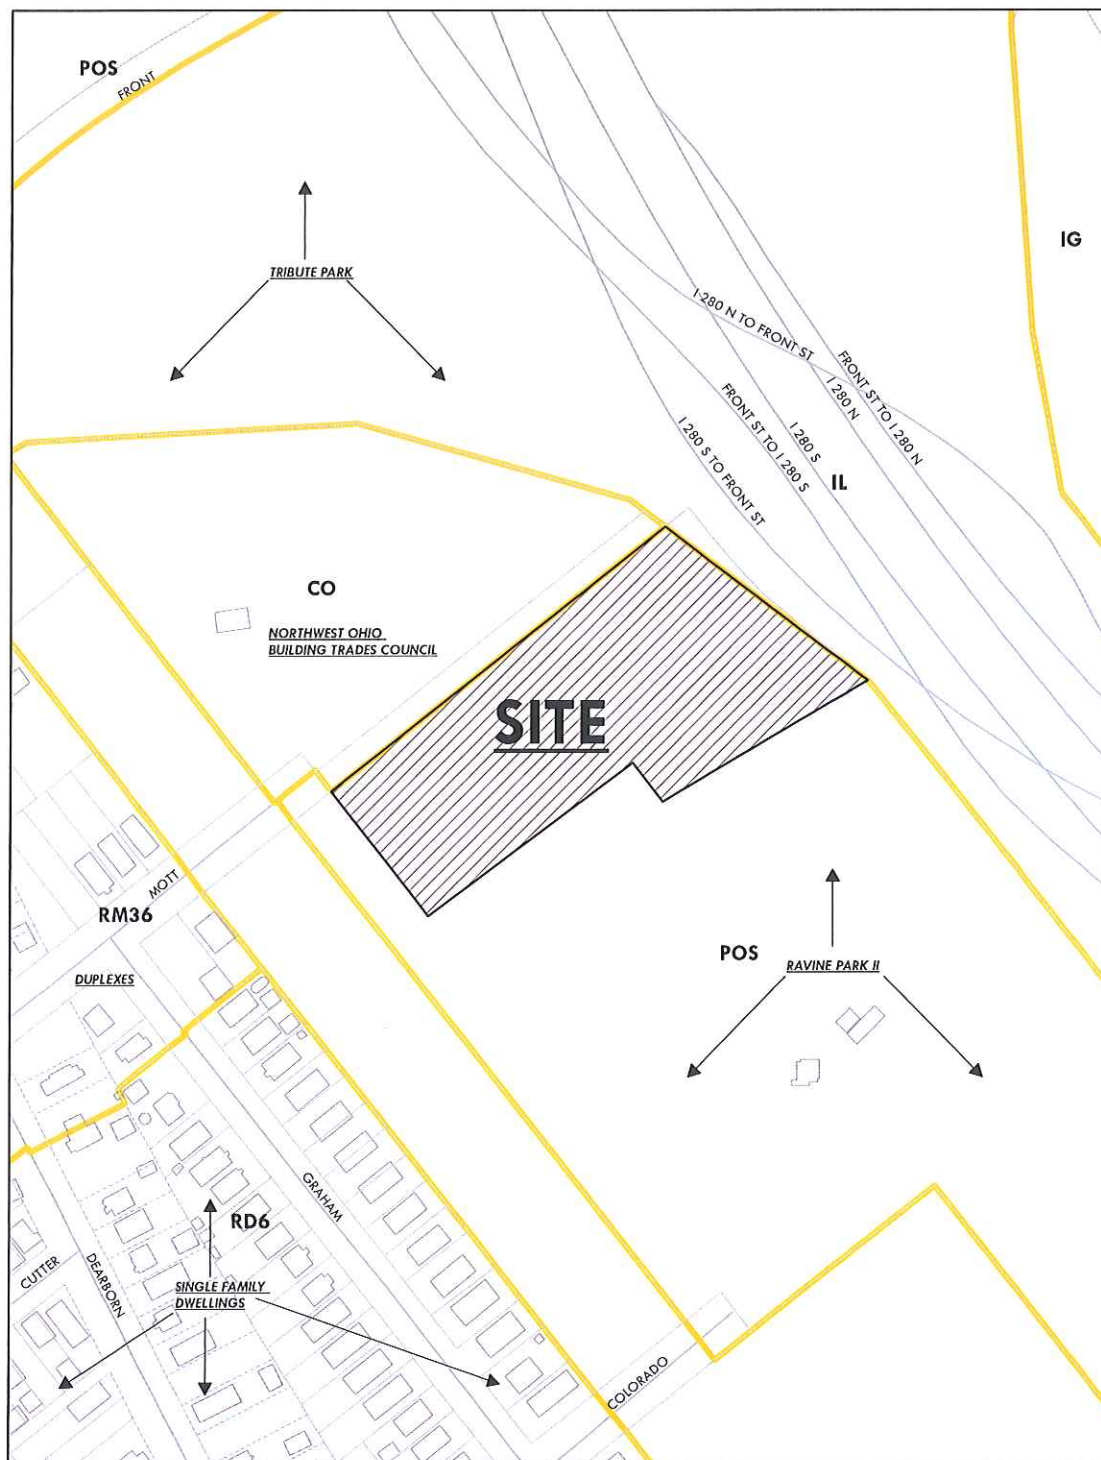 POS
FRONT
IG
TRIBUTE PARK
I 280 N TO FRONT ST
FRONT ST TO I 280 N
I 280 N
I 280 S
FRONT ST TO I 280 S
I 280 S TO FRONT ST
IL
CO
NORTHWEST OHIO
BUILDING TRADES COUNCIL
SITE
MOTT
RM36
DUPLEXES
POS
RAVINE PARK II
GRAHAM
RD6
CUTTER
DEARBORN
SINGLE FAMILY
DWELLINGS
COLORADO